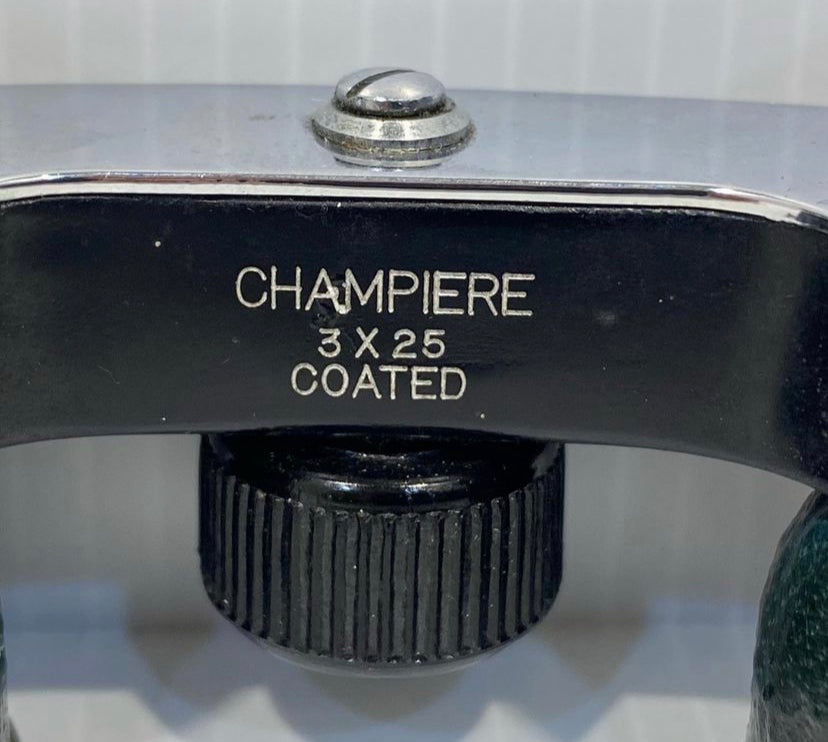 CHAMPIERE
3 X 25
COATED